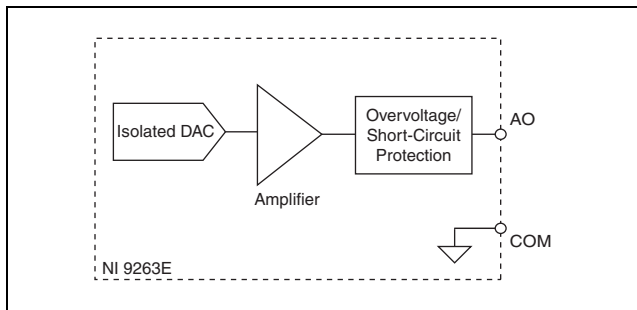 Isolated DAC
Amplifier
Overvoltage/
Short-Circuit
Protection
AO
COM
NI 9263E